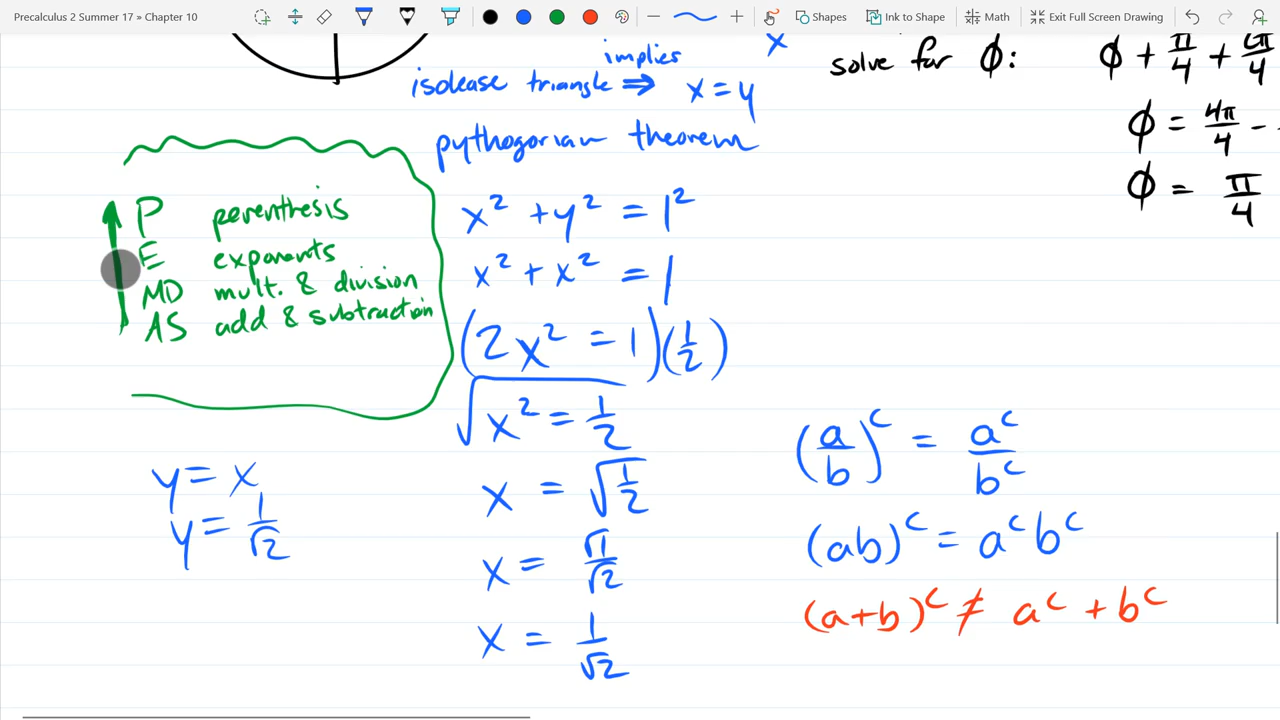 Precalculus 2 Summer 17 » Chapter 10
Shapes
Ink to Shape
Math
Exit Full Screen Drawing
implies
isolease triangle ⇒ x = y
pythogorian theorem
x² + y² = 1²
x² + x² = 1
(2x² = 1)(1/2)
√x² = 1/2
x = √(1/2)
x = √1/√2
x = 1/√2
P perenthesis
E exponents
MD mult. & division
AS add & subtraction
y = x
y = 1/√2
x
solve for ϕ:
ϕ + π/4 +
ϕ = 4π/4 -
ϕ = π/4
(a/b)^c = a^c/b^c
(ab)^c = a^c b^c
(a+b)^c ≠ a^c + b^c